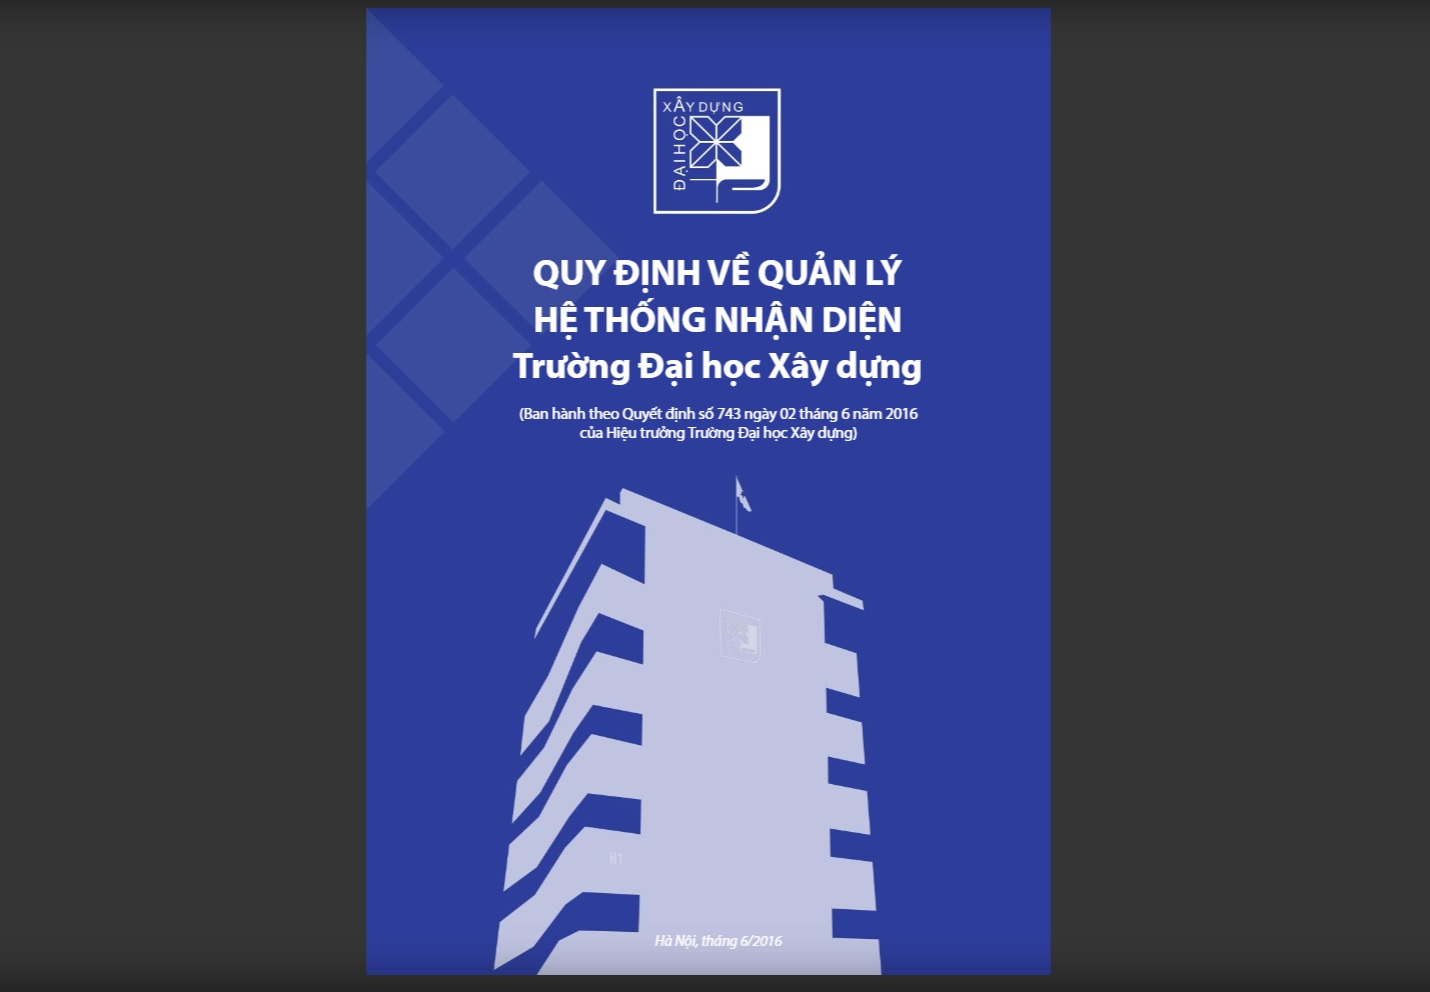 XÂY DỰNG
ĐẠI HỌC
QUY ĐỊNH VỀ QUẢN LÝ
HỆ THỐNG NHẬN DIỆN
Trường Đại học Xây dựng
(Ban hành theo Quyết định số 743 ngày 02 tháng 6 năm 2016
của Hiệu trưởng Trường Đại học Xây dựng)
H1
Hà Nội, tháng 6/2016